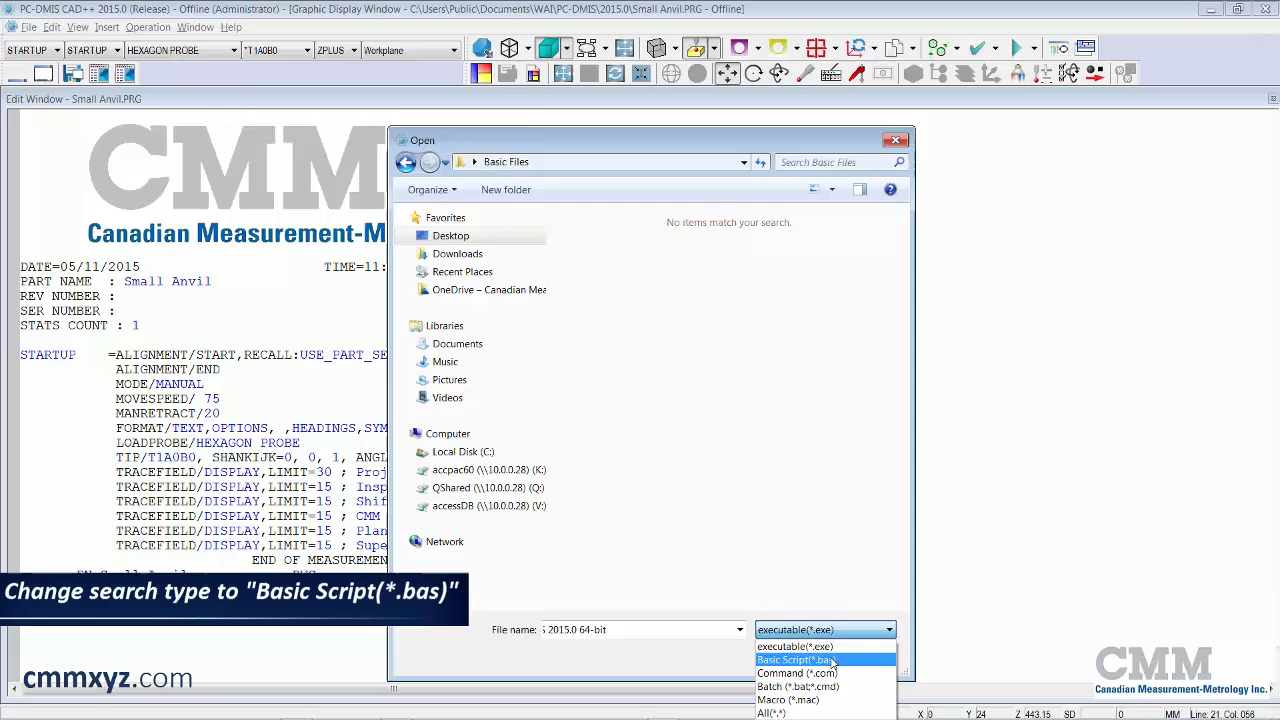 PC-DMIS CAD++ 2015.0 (Release) - Offline (Administrator) - [Graphic Display Window - C:\Users\Public\Documents\WAI\PC-DMIS\2015.0\Small Anvil.PRG - Offline]
File Edit View Insert Operation Window Help
STARTUP STARTUP HEXAGON PROBE *T1A0B0 ZPLUS Workplane
Edit Window - Small Anvil.PRG
CMM
Canadian Measurement-M
DATE=05/11/2015 TIME=11:
PART NAME : Small Anvil
REV NUMBER :
SER NUMBER :
STATS COUNT : 1
STARTUP =ALIGNMENT/START,RECALL:USE_PART_SE
ALIGNMENT/END
MODE/MANUAL
MOVESPEED/ 75
MANRETRACT/20
FORMAT/TEXT,OPTIONS, ,HEADINGS,SYM
LOADPROBE/HEXAGON PROBE
TIP/T1A0B0, SHANKIJK=0, 0, 1, ANGL
TRACEFIELD/DISPLAY,LIMIT=30 ; Proj
TRACEFIELD/DISPLAY,LIMIT=15 ; Insp
TRACEFIELD/DISPLAY,LIMIT=15 ; Shif
TRACEFIELD/DISPLAY,LIMIT=15 ; CMM
TRACEFIELD/DISPLAY,LIMIT=15 ; Plan
TRACEFIELD/DISPLAY,LIMIT=15 ; Supe
END OF MEASUREMEN
Open
Basic Files
Search Basic Files
Organize New folder
No items match your search.
Favorites
Desktop
Downloads
Recent Places
OneDrive – Canadian Mea
Libraries
Documents
Music
Pictures
Videos
Computer
Local Disk (C:)
accpac60 (\\10.0.0.28) (K:)
QShared (\\10.0.0.28) (Q:)
accessDB (\\10.0.0.28) (V:)
Network
Change search type to "Basic Script(*.bas)"
File name: 2015.0 64-bit
executable(*.exe)
executable(*.exe)
Basic Script(*.bas)
Command (*.com)
Batch (*.bat;*.cmd)
Macro (*.mac)
All(*.*)
cmmxyz.com
CMM
Canadian Measurement-Metrology Inc.
X 0 Y 24 Z 443.15 SD 0 MM Line: 21, Col: 056